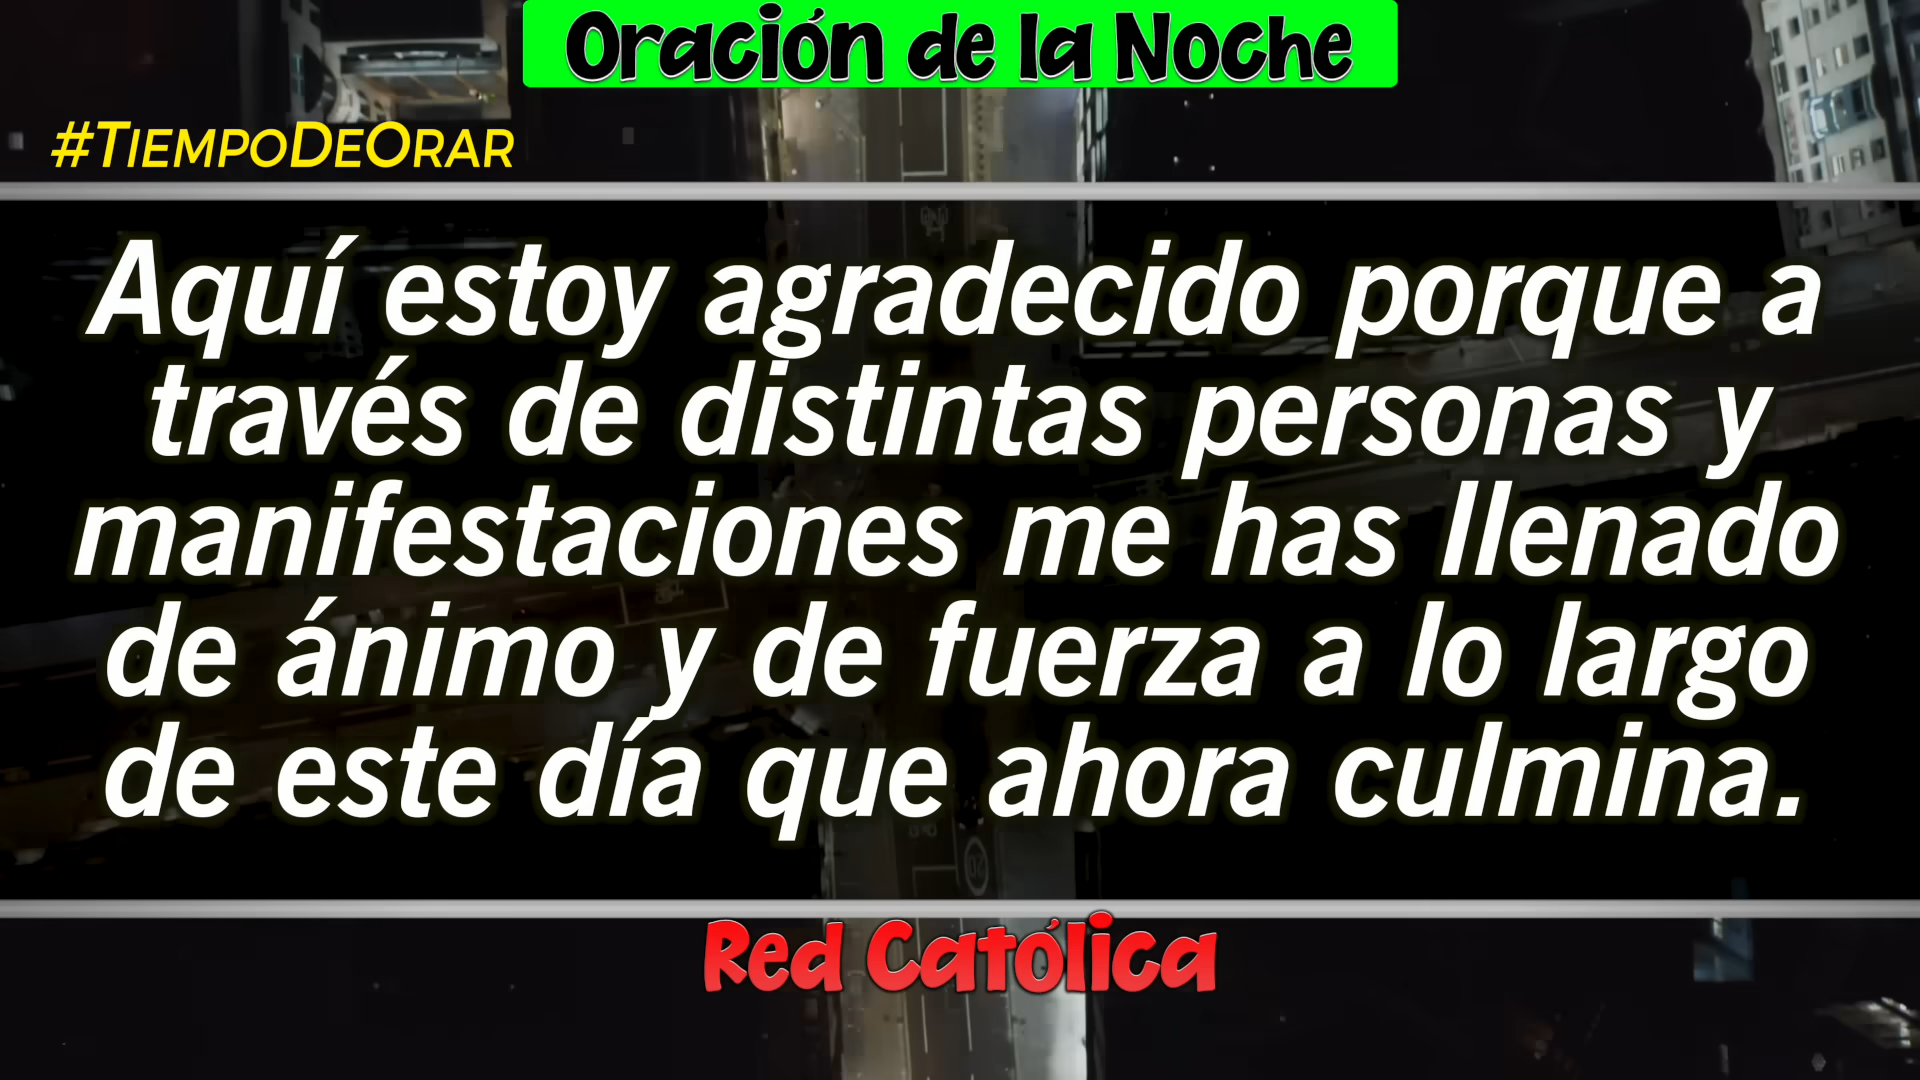 Oración de la Noche
#TiempoDeOrar
Aquí estoy agradecido porque a
través de distintas personas y
manifestaciones me has llenado
de ánimo y de fuerza a lo largo
de este día que ahora culmina.
Red Católica